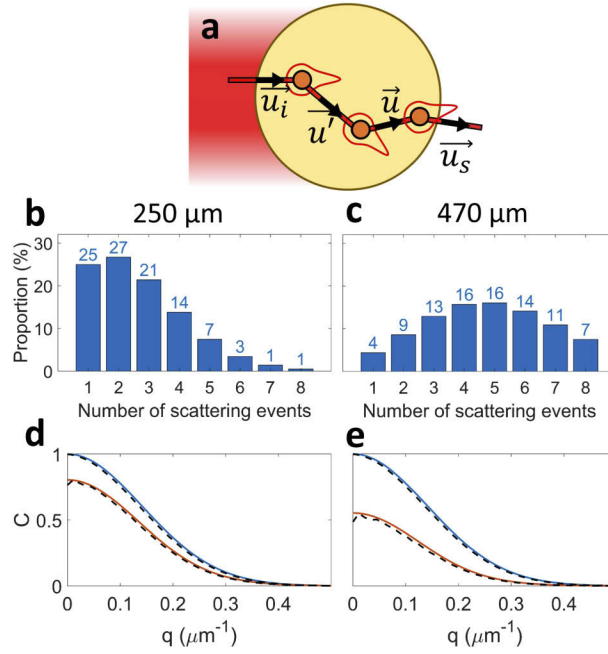 a
u_i
u'
u
u_s
b 250 μm
c 470 μm
Proportion (%)
30
20
10
0
25 27 21 14 7 3 1 1
1 2 3 4 5 6 7 8
Number of scattering events
4 9 13 16 16 14 11 7
1 2 3 4 5 6 7 8
Number of scattering events
d
e
C
1
0.5
0
0 0.1 0.2 0.3 0.4
q (μm⁻¹)
0 0.1 0.2 0.3 0.4
q (μm⁻¹)